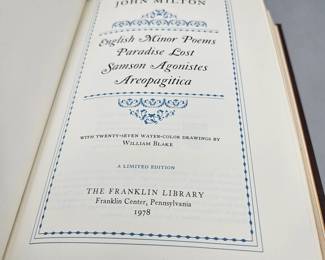 JOHN MILTON
English Minor Poems
Paradise Lost
Samson Agonistes
Areopagitica
WITH TWENTY-SEVEN WATER-COLOR DRAWINGS BY
WILLIAM BLAKE
A LIMITED EDITION
THE FRANKLIN LIBRARY
Franklin Center, Pennsylvania
1978